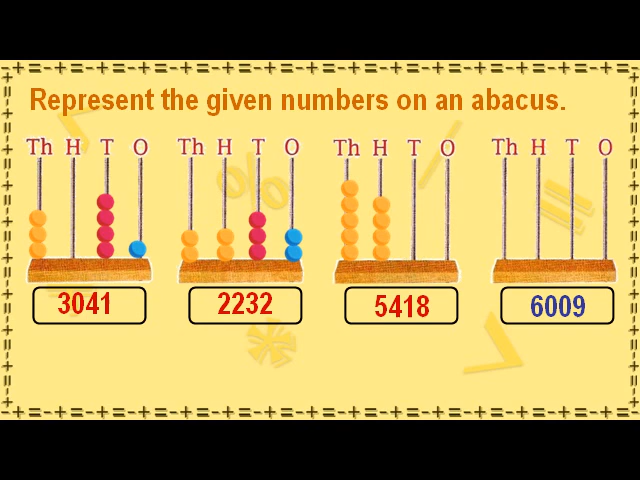 Represent the given numbers on an abacus.
Th H T O Th H T O Th H T O Th H T O
3041 2232 5418 6009